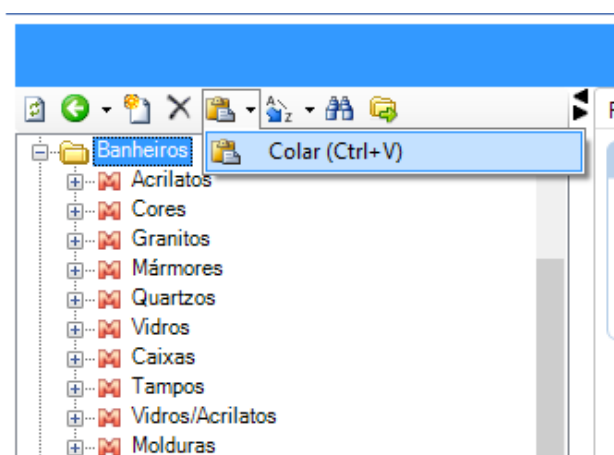 Banheiros
Colar (Ctrl+V)
Acrilatos
Cores
Granitos
Mármores
Quartzos
Vidros
Caixas
Tampos
Vidros/Acrilatos
Molduras